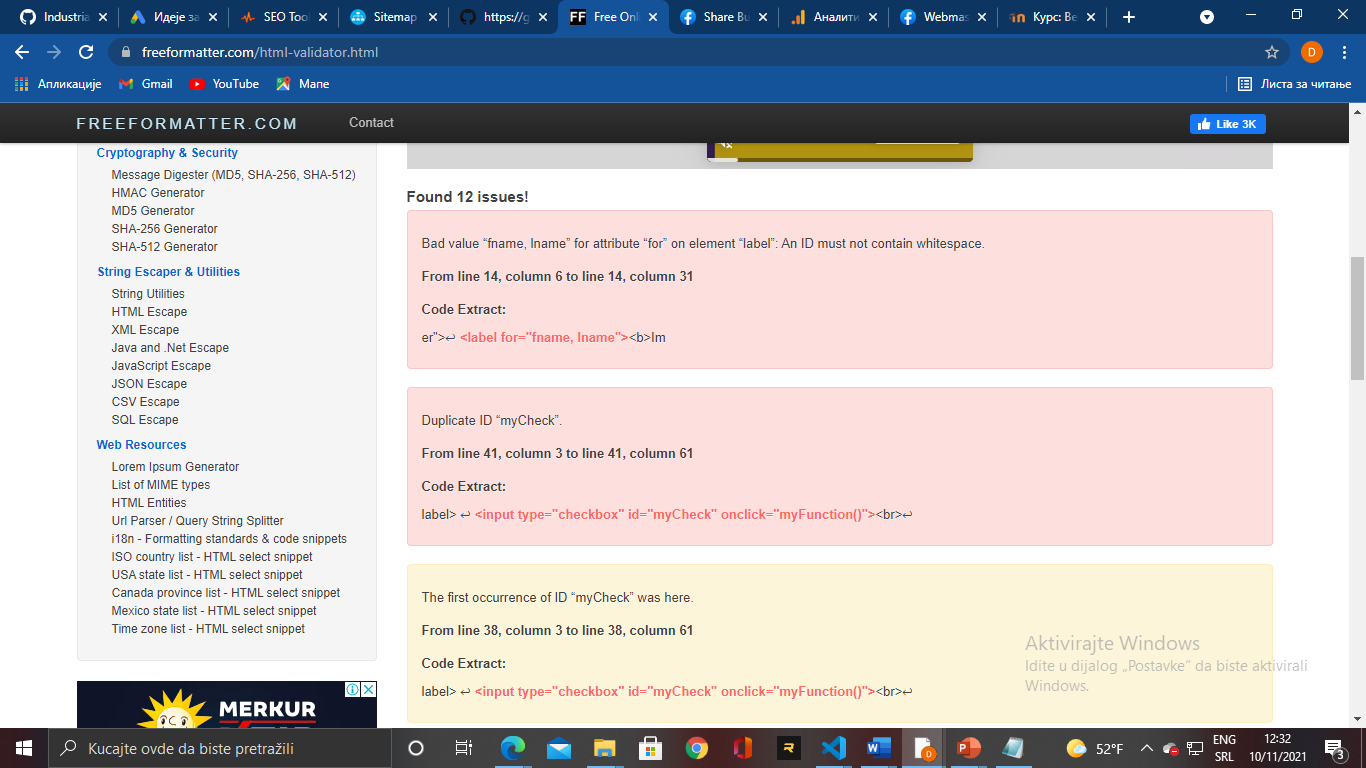 Industria
Идеје за
SEO Tool
Sitemap
https://g
Free Onl
Share Bu
Аналити
Webmas
Курс: Ве
freeformatter.com/html-validator.html
D
Апликације
Gmail
YouTube
Мапе
Листа за читање
FREEFORMATTER.COM
Contact
Like 3K
Cryptography & Security
Message Digester (MD5, SHA-256, SHA-512)
HMAC Generator
MD5 Generator
SHA-256 Generator
SHA-512 Generator
String Escaper & Utilities
String Utilities
HTML Escape
XML Escape
Java and .Net Escape
JavaScript Escape
JSON Escape
CSV Escape
SQL Escape
Web Resources
Lorem Ipsum Generator
List of MIME types
HTML Entities
Url Parser / Query String Splitter
i18n - Formatting standards & code snippets
ISO country list - HTML select snippet
USA state list - HTML select snippet
Canada province list - HTML select snippet
Mexico state list - HTML select snippet
Time zone list - HTML select snippet
MERKUR
Found 12 issues!
Bad value “fname, lname” for attribute “for” on element “label”: An ID must not contain whitespace.
From line 14, column 6 to line 14, column 31
Code Extract:
er">↩ <label for="fname, lname"><b>Im
Duplicate ID “myCheck”.
From line 41, column 3 to line 41, column 61
Code Extract:
label> ↩ <input type="checkbox" id="myCheck" onclick="myFunction()"><br>↩
The first occurrence of ID “myCheck” was here.
From line 38, column 3 to line 38, column 61
Code Extract:
label> ↩ <input type="checkbox" id="myCheck" onclick="myFunction()"><br>↩
Aktivirajte Windows
Idite u dijalog „Postavke“ da biste aktivirali
Windows.
Kucajte ovde da biste pretražili
52°F
ENG
SRL
12:32
10/11/2021
3